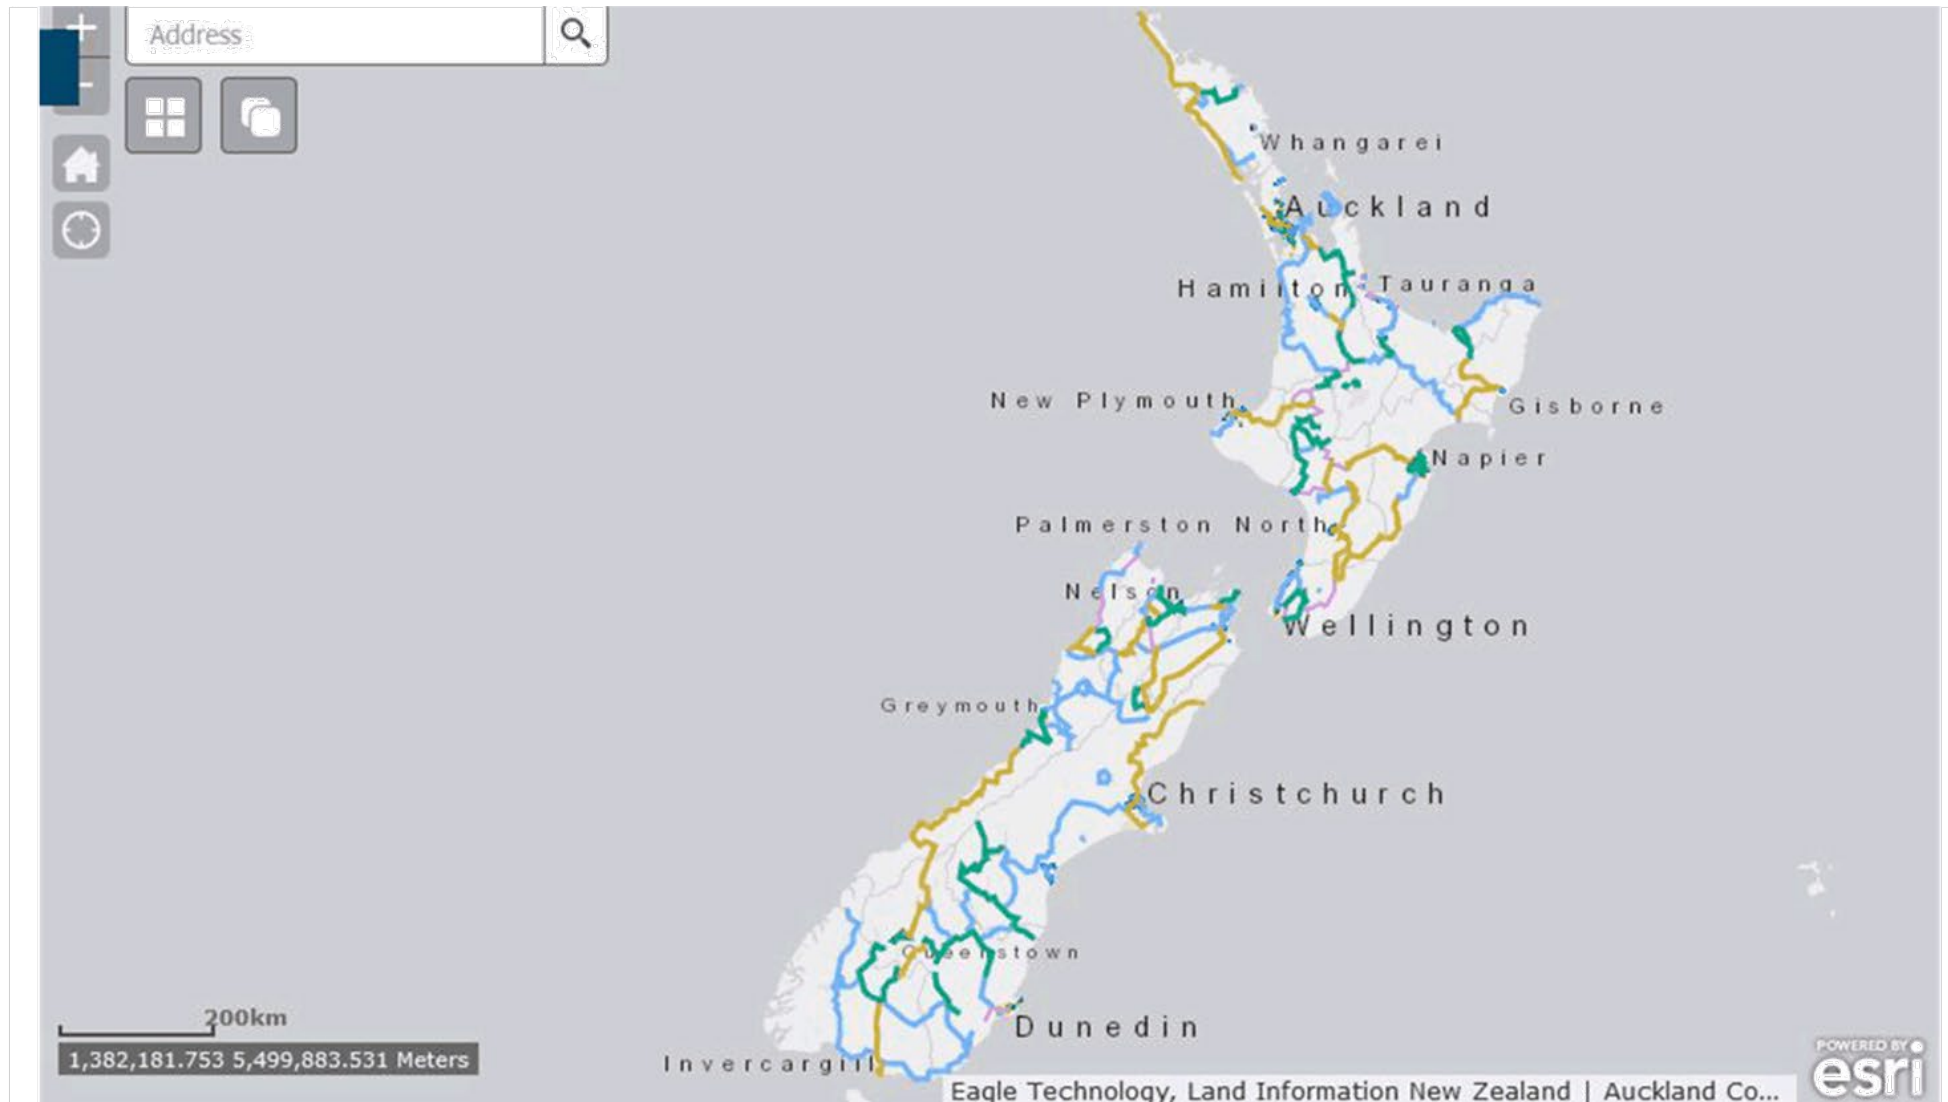 Address
Whangarei
Auckland
Hamilton
Tauranga
New Plymouth
Gisborne
Napier
Palmerston North
Nelson
Wellington
Greymouth
Christchurch
Queenstown
200km
Dunedin
1,382,181.753 5,499,883.531 Meters
Invercargill
POWERED BY
esri
Eagle Technology, Land Information New Zealand | Auckland Co...